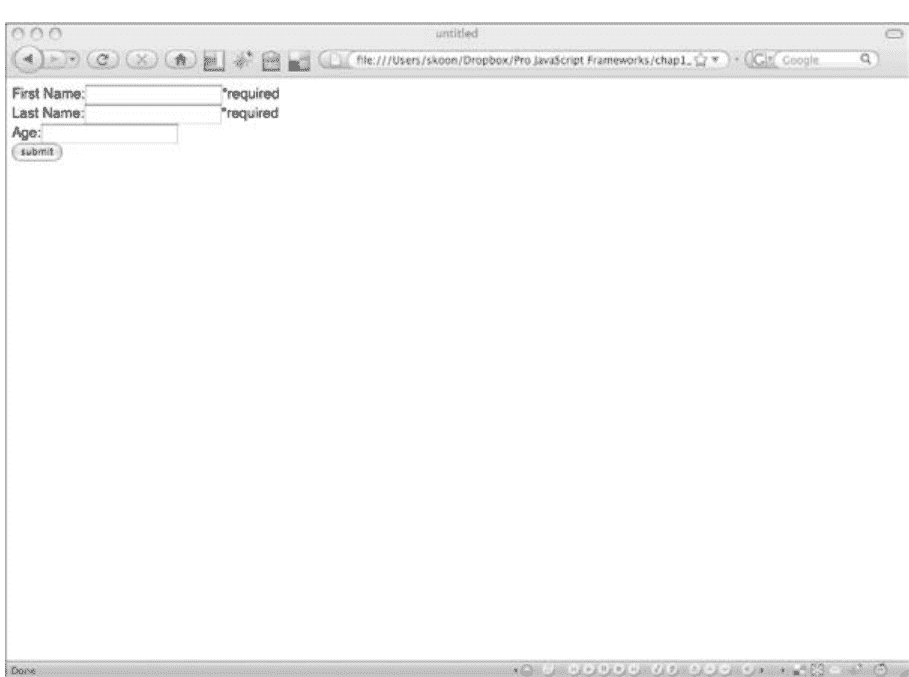 untitled
file:///Users/skoon/Dropbox/Pro JavaScript Frameworks/chap1_
Google
First Name: *required
Last Name: *required
Age:
submit
Done